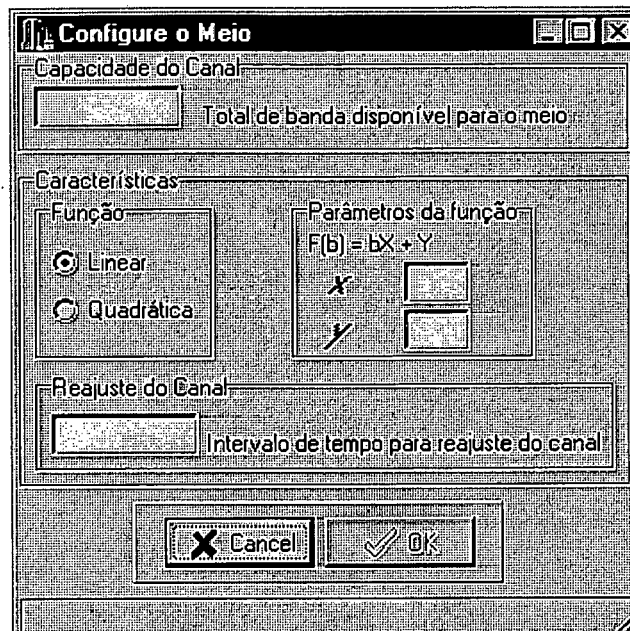 Configure o Meio
Capacidade do Canal
Total de banda disponível para o meio
Características
Função
Linear
Quadrática
Parâmetros da função
F(b) = bX + Y
X
y
Reajuste do Canal
Intervalo de tempo para reajuste do canal
Cancel
OK